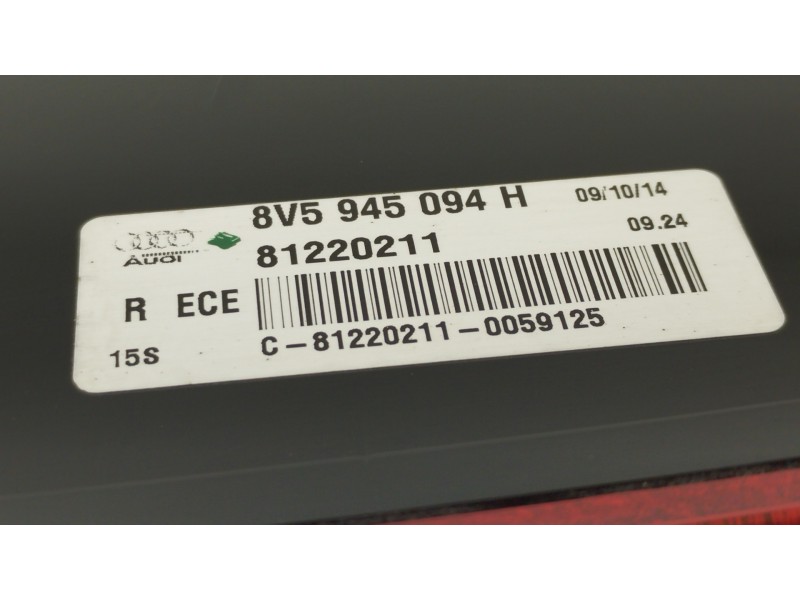 8V5 945 094 H 09/10/14
AUDI 81220211 09.24
R ECE
15S C-81220211-0059125